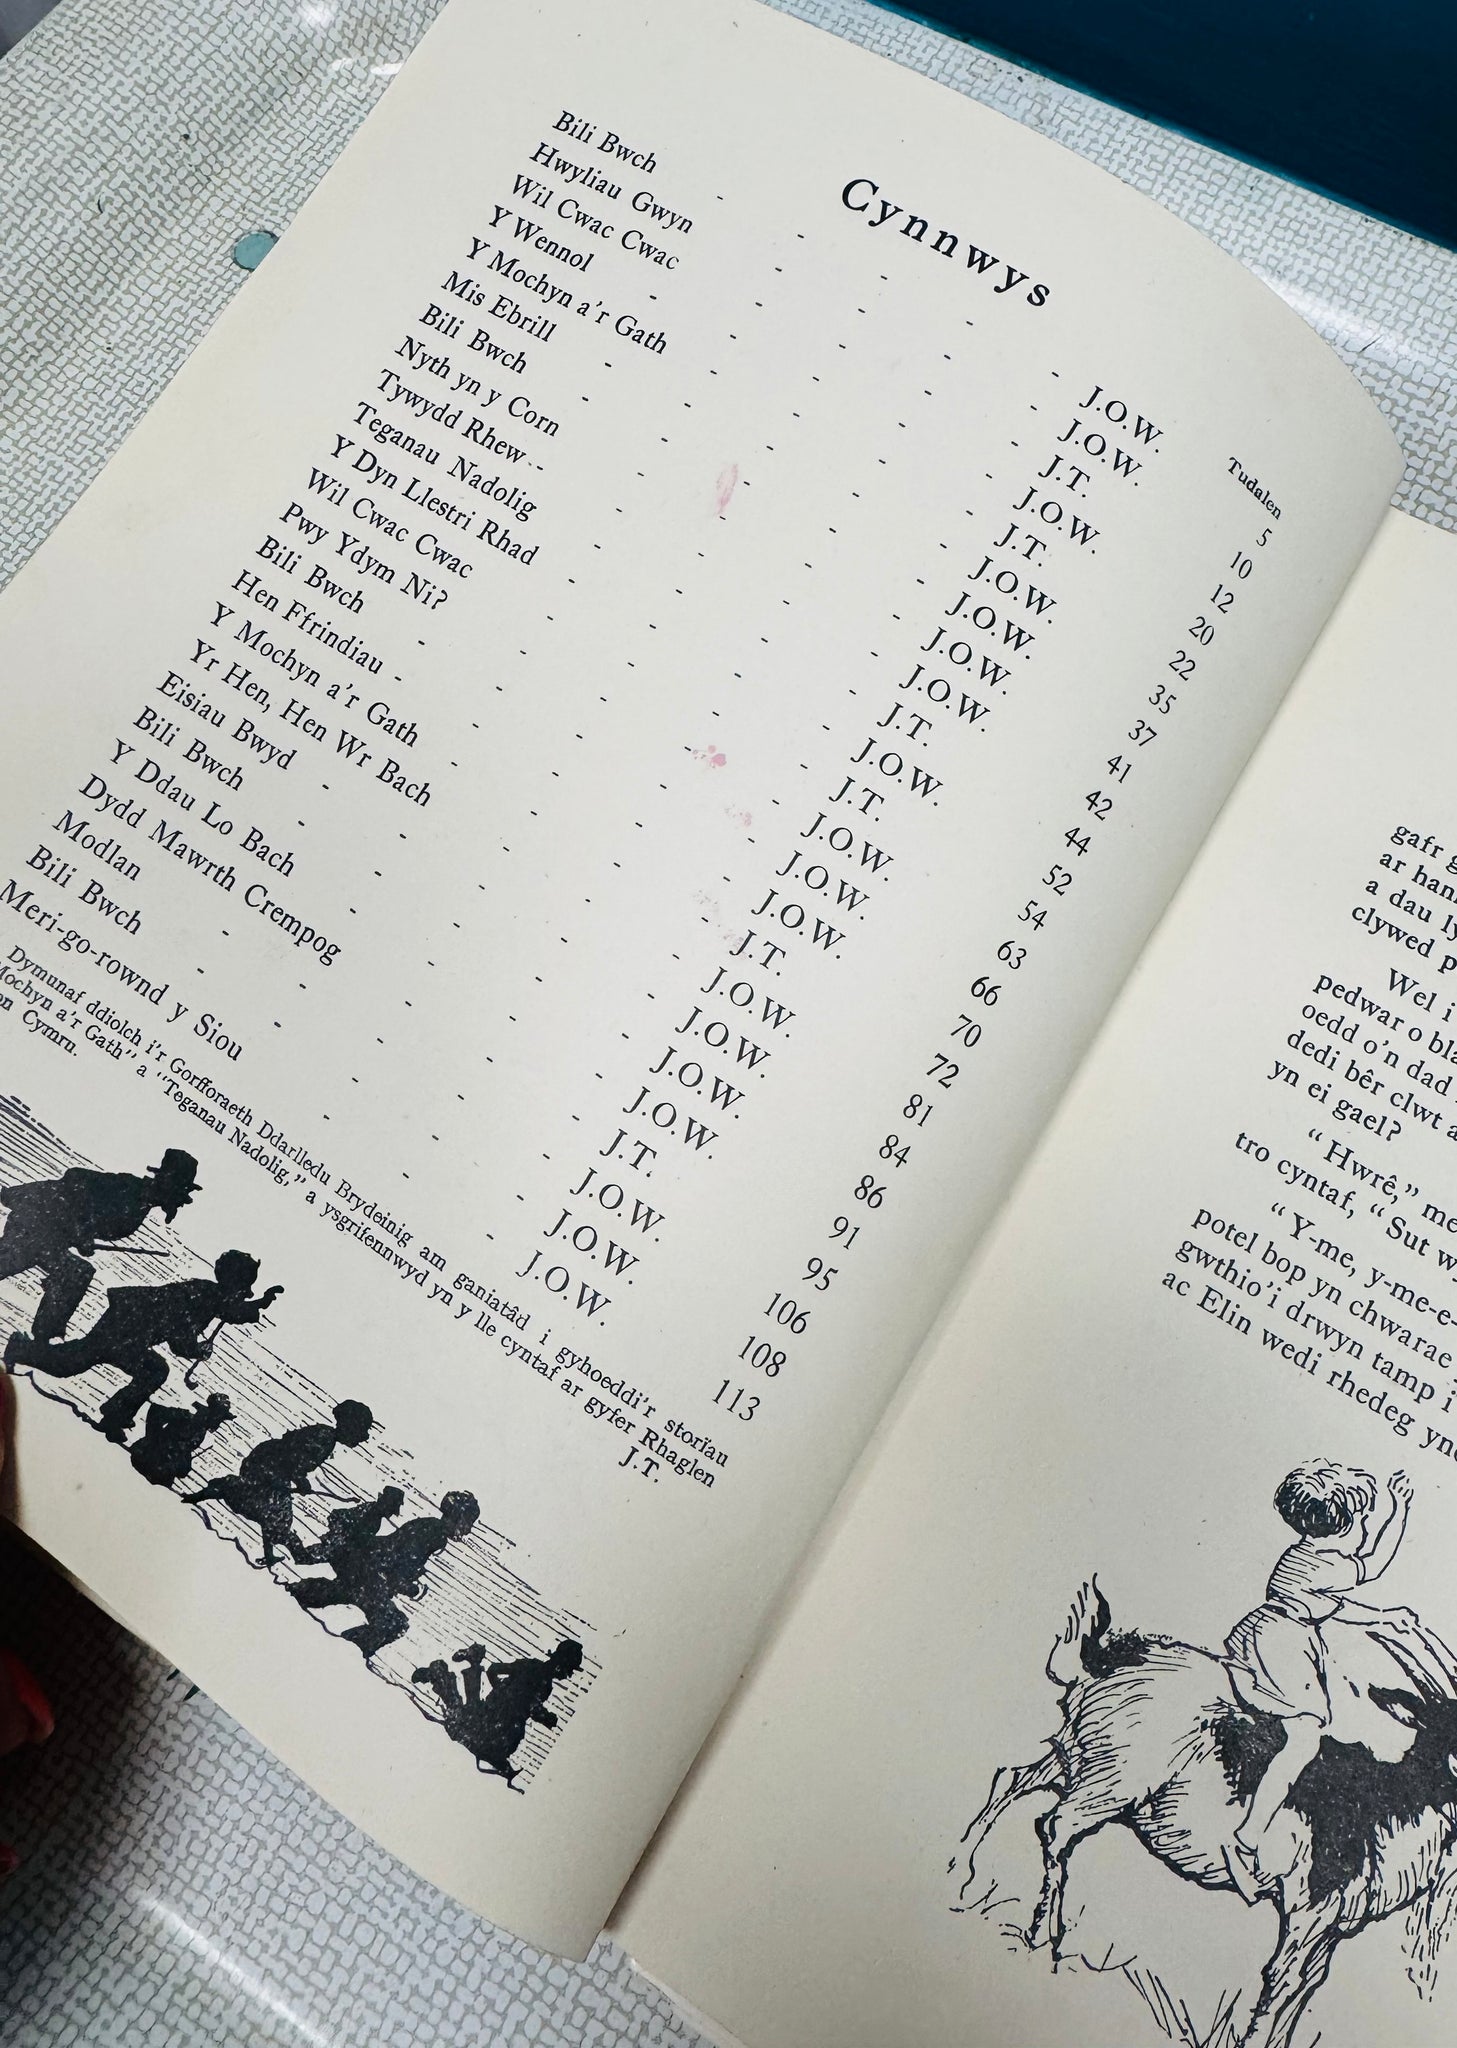 Cynnwys
Tudalen
Bili Bwch - - - - - J.O.W. 5
Hwyliau Gwyn - - - - J.O.W. 10
Wil Cwac Cwac - - - - J.T. 12
Y Wennol - - - - - J.O.W. 20
Y Mochyn a'r Gath - - - - J.T. 22
Mis Ebrill - - - - - J.O.W. 35
Bili Bwch - - - - - J.O.W. 37
Nyth yn y Corn - - - - J.O.W. 41
Tywydd Rhew - - - - - J.O.W. 42
Teganau Nadolig - - - - J.T. 44
Y Dyn Llestri Rhad - - - - J.O.W. 52
Wil Cwac Cwac - - - - J.T. 54
Pwy Ydym Ni? - - - - J.O.W. 63
Bili Bwch - - - - - J.O.W. 66
Hen Ffrindiau - - - - - J.O.W. 70
Y Mochyn a'r Gath - - - - J.T. 72
Yr Hen, Hen Wr Bach - - - - J.O.W. 81
Eisiau Bwyd - - - - - J.O.W. 84
Bili Bwch - - - - - J.O.W. 86
Y Ddau Lo Bach - - - - J.O.W. 91
Dydd Mawrth Crempog - - - - J.T. 95
Modlan - - - - - J.O.W. 106
Bili Bwch - - - - - J.O.W. 108
Meri-go-rownd y Siou - - - - J.O.W. 113
Dymunaf ddiolch i'r Gorfforaeth Ddarlledu Brydeinig am ganiatâd i gyhoeddi'r storïau
Mochyn a'r Gath" a "Teganau Nadolig," a ysgrifennwyd yn y lle cyntaf ar gyfer Rhaglen
Cymru.
J.T.
gafr
ar
a dau
clywed
Wel i
pedwar o
oedd o'n dad
dedi bêr clwt
yn ei gael?
"Hwrê,"
tro cyntaf, "Sut
"Y-me, y-me-e-
potel bop yn chwarae
gwthio'i drwyn tamp i
ac Elin wedi rhedeg